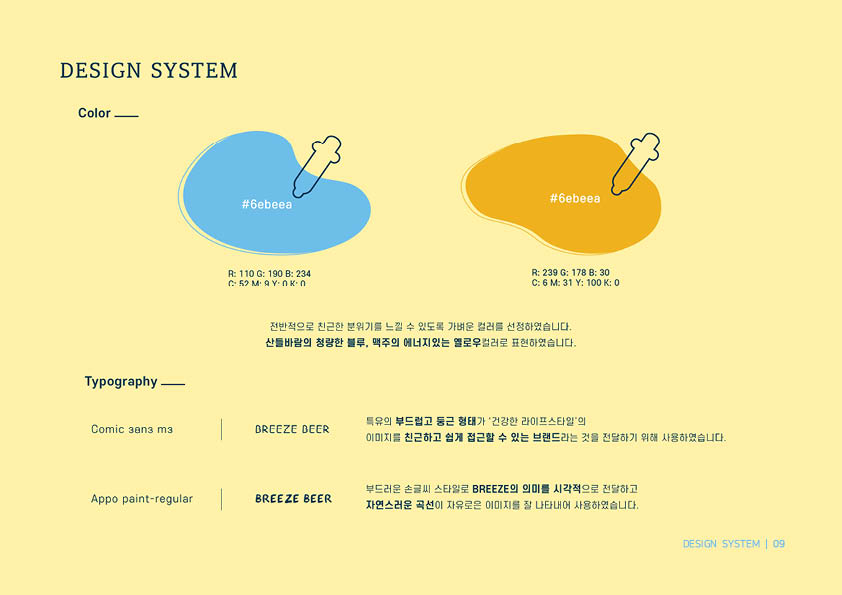 DESIGN SYSTEM
Color
#6ebeea
#6ebeea
R: 110 G: 190 B: 234
C: 52 M: 9 Y: 0 K: 0
R: 239 G: 178 B: 30
C: 6 M: 31 Y: 100 K: 0
전반적으로 친근한 분위기를 느낄 수 있도록 가벼운 컬러를 선정하였습니다.
산들바람의 청량한 블루, 맥주의 에너지있는 옐로우컬러로 표현하였습니다.
Typography
Comic sans ms
BREEZE BEER
특유의 부드럽고 둥근 형태가 '건강한 라이프스타일'의
이미지를 친근하고 쉽게 접근할 수 있는 브랜드라는 것을 전달하기 위해 사용하였습니다.
Appo paint-regular
BREEZE BEER
부드러운 손글씨 스타일로 BREEZE의 의미를 시각적으로 전달하고
자연스러운 곡선이 자유로은 이미지를 잘 나타내어 사용하였습니다.
DESIGN SYSTEM | 09